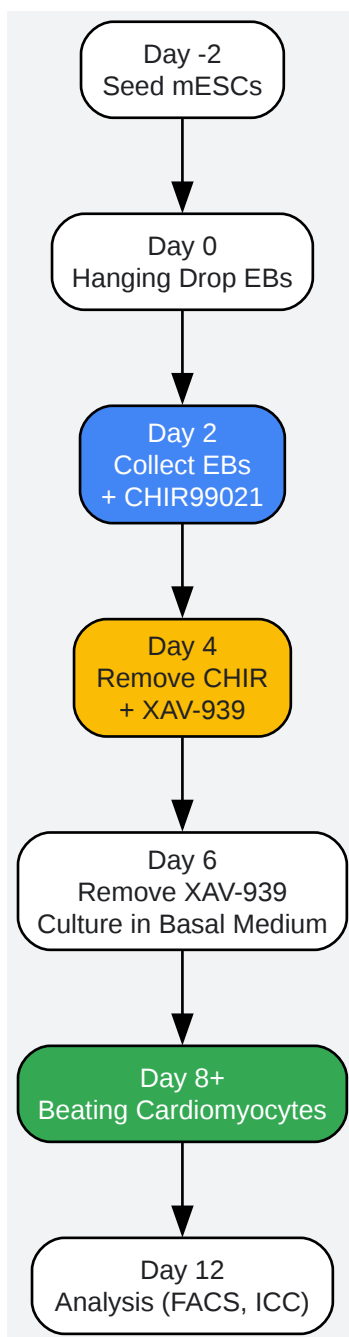 Day -2
Seed mESCs
Day 0
Hanging Drop EBs
Day 2
Collect EBs
+ CHIR99021
Day 4
Remove CHIR
+ XAV-939
Day 6
Remove XAV-939
Culture in Basal Medium
Day 8+
Beating Cardiomyocytes
Day 12
Analysis (FACS, ICC)